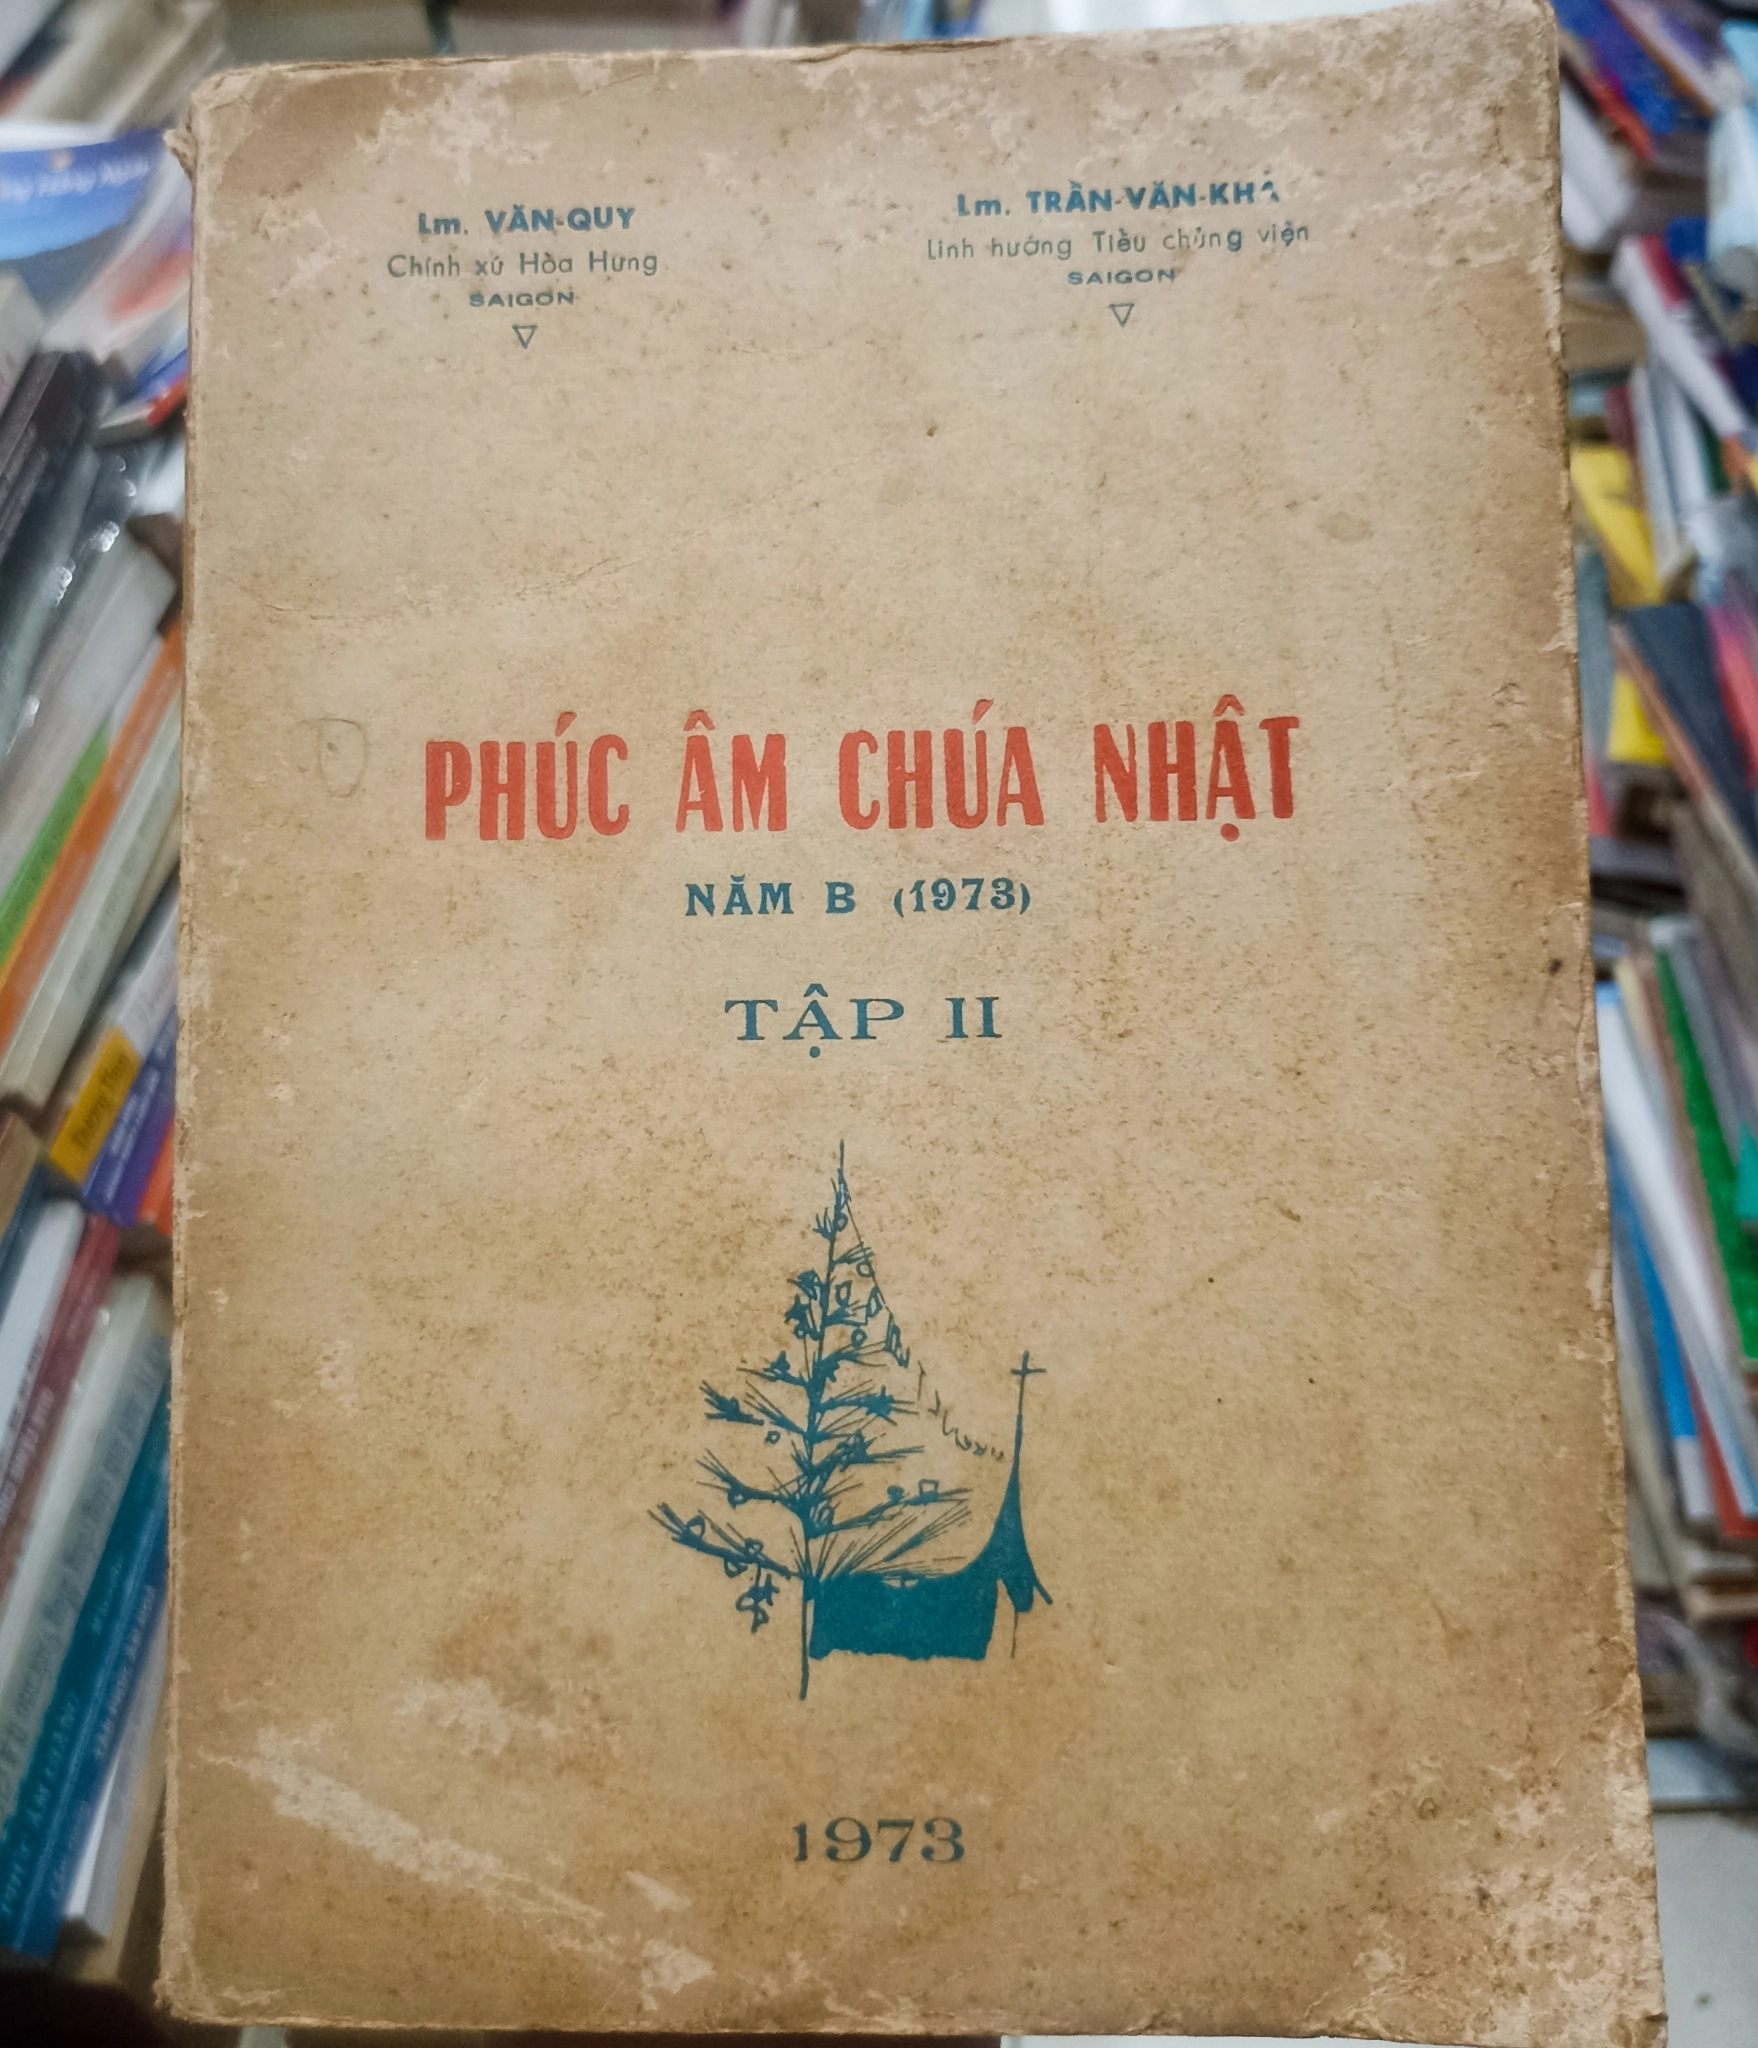 Lm. VĂN-QUY
Chính xứ Hòa Hưng
SAIGON
Lm. TRẦN-VĂN-KHẢ
Linh hướng Tiểu chủng viện
SAIGON
PHÚC ÂM CHÚA NHẬT
NĂM B (1973)
TẬP II
1973